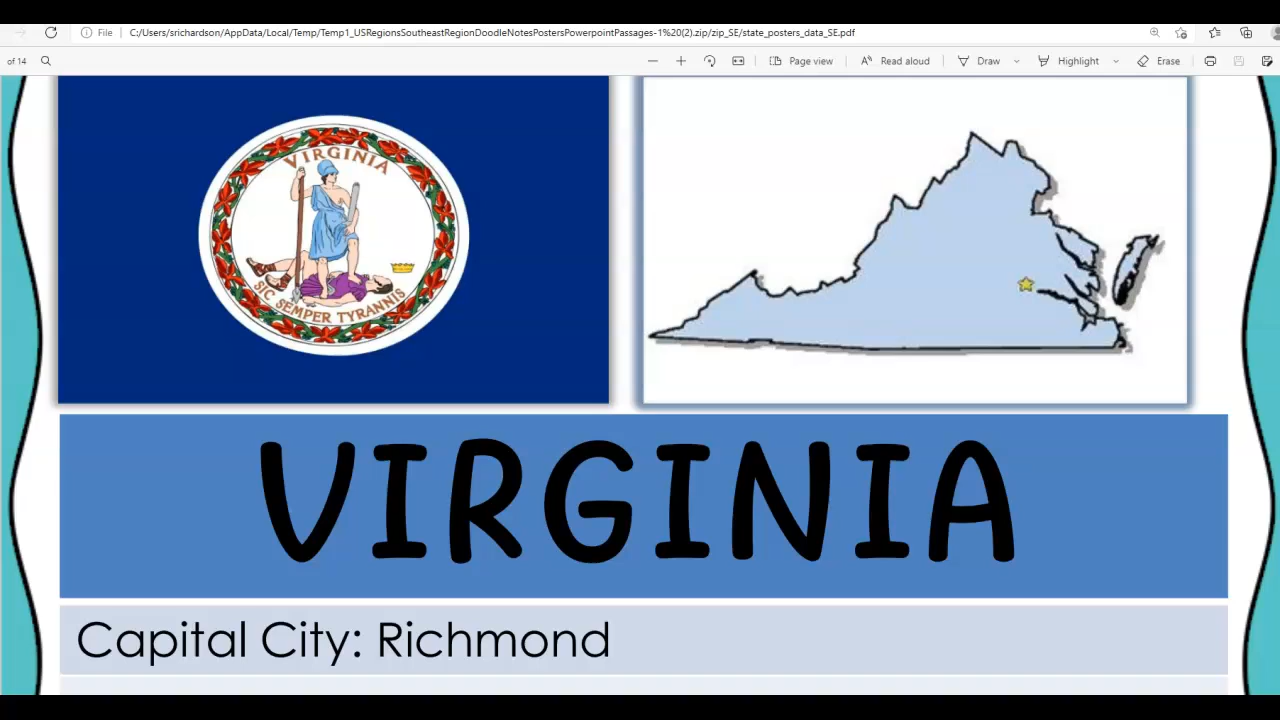 File
C:/Users/srichardson/AppData/Local/Temp/Temp1_USRegionsSoutheastRegionDoodleNotesPostersPowerpointPassages-1%20(2).zip/zip_SE/state_posters_data_SE.pdf
of 14
Page view
Read aloud
Draw
Highlight
Erase
VIRGINIA
SIC SEMPER TYRANNIS
VIRGINIA
Capital City: Richmond